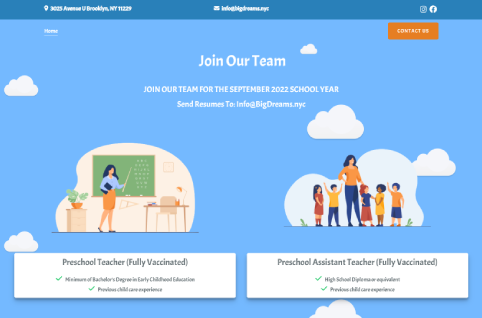 3025 Avenue U Brooklyn, NY 11229
info@bigdreams.nyc
Home
CONTACT US
Join Our Team
JOIN OUR TEAM FOR THE SEPTEMBER 2022 SCHOOL YEAR
Send Resumes To: Info@BigDreams.nyc
Preschool Teacher (Fully Vaccinated)
Minimum of Bachelor's Degree in Early Childhood Education
Previous child care experience
Preschool Assistant Teacher (Fully Vaccinated)
High School Diploma or equivalent
Previous child care experience